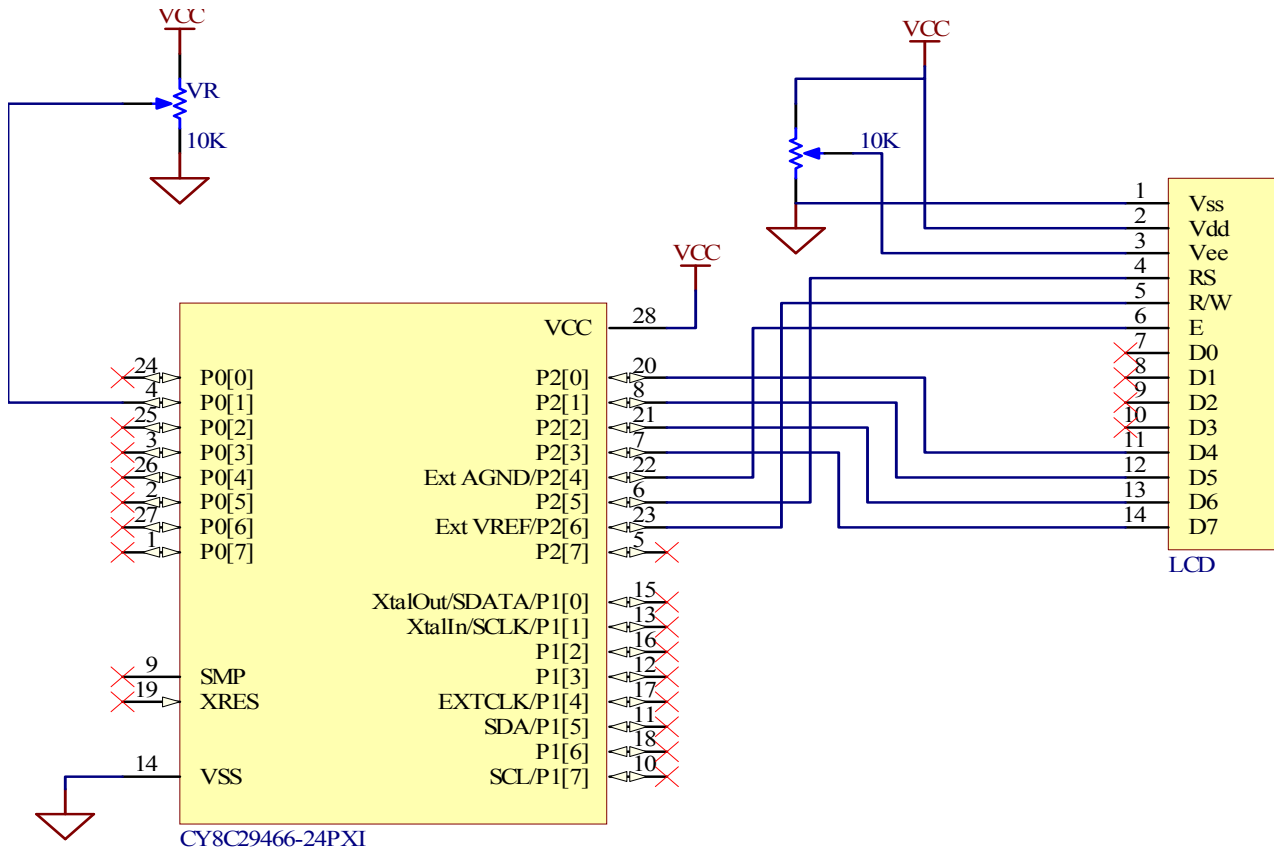 VCC
VR
10K
VCC
10K
1 Vss
2 Vdd
3 Vee
4 RS
5 R/W
6 E
7 D0
8 D1
9 D2
10 D3
11 D4
12 D5
13 D6
14 D7
LCD
VCC
VCC 28
24 P0[0]
4 P0[1]
25 P0[2]
3 P0[3]
26 P0[4]
2 P0[5]
27 P0[6]
1 P0[7]
P2[0] 20
P2[1] 8
P2[2] 21
P2[3] 7
Ext AGND/P2[4] 22
P2[5] 6
Ext VREF/P2[6] 23
P2[7] 5
XtalOut/SDATA/P1[0] 15
XtalIn/SCLK/P1[1] 13
P1[2] 16
P1[3] 12
EXTCLK/P1[4] 17
SDA/P1[5] 11
P1[6] 18
SCL/P1[7] 10
9 SMP
19 XRES
14 VSS
CY8C29466-24PXI